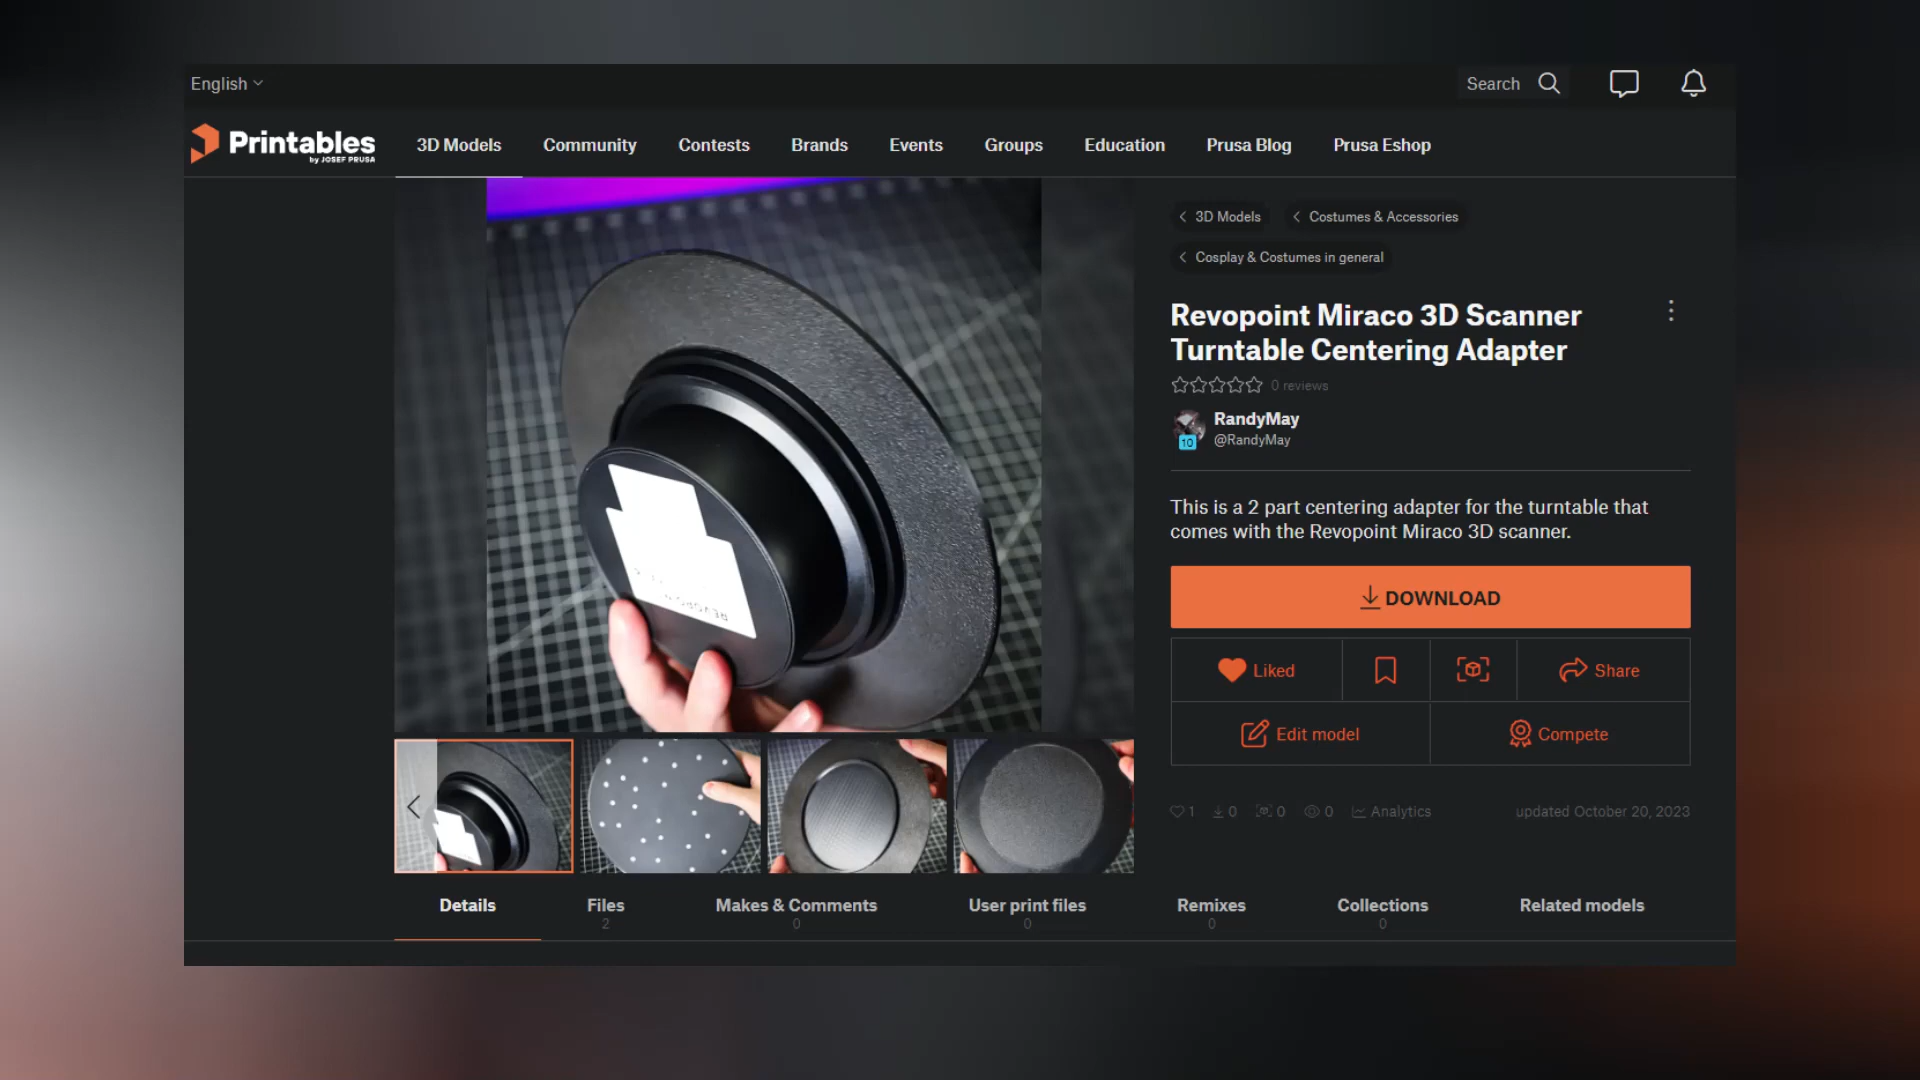 English
Search
Printables
by JOSEF PRUSA
3D Models
Community
Contests
Brands
Events
Groups
Education
Prusa Blog
Prusa Eshop
3D Models
Costumes & Accessories
Cosplay & Costumes in general
Revopoint Miraco 3D Scanner
Turntable Centering Adapter
0 reviews
RandyMay
@RandyMay
10
This is a 2 part centering adapter for the turntable that
comes with the Revopoint Miraco 3D scanner.
DOWNLOAD
Liked
Share
Edit model
Compete
1
0
0
0
Analytics
updated October 20, 2023
Details
Files
2
Makes & Comments
0
User print files
0
Remixes
0
Collections
0
Related models